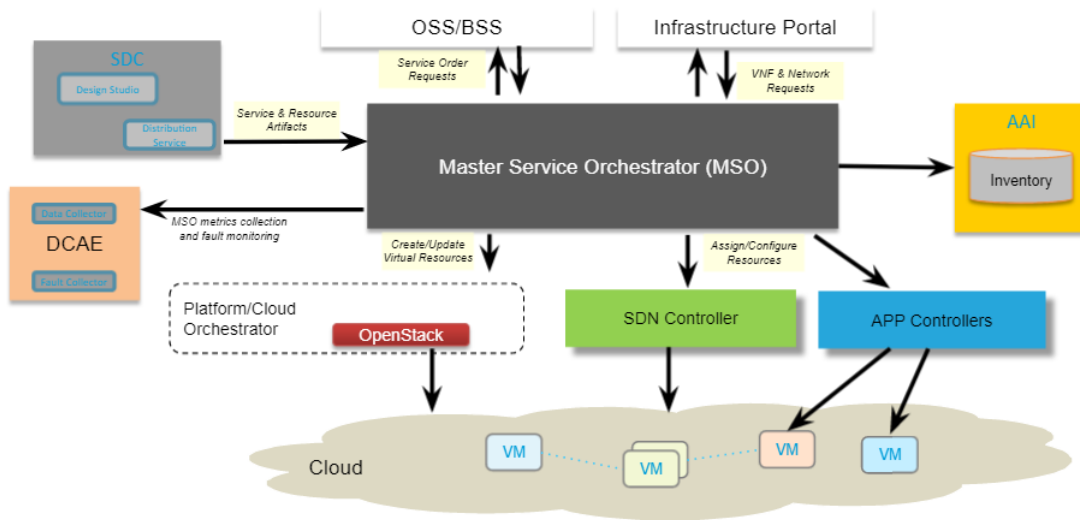 OSS/BSS
Infrastructure Portal
SDC
Design Studio
Distribution
Service
Service Order
Requests
VNF & Network
Requests
Service & Resource
Artifacts
Master Service Orchestrator (MSO)
AAI
Inventory
Data Collector
DCAE
Fault Collector
MSO metrics collection
and fault monitoring
Create/Update
Virtual Resources
Assign/Configure
Resources
Platform/Cloud
Orchestrator
OpenStack
SDN Controller
APP Controllers
Cloud
VM
VM
VM
VM